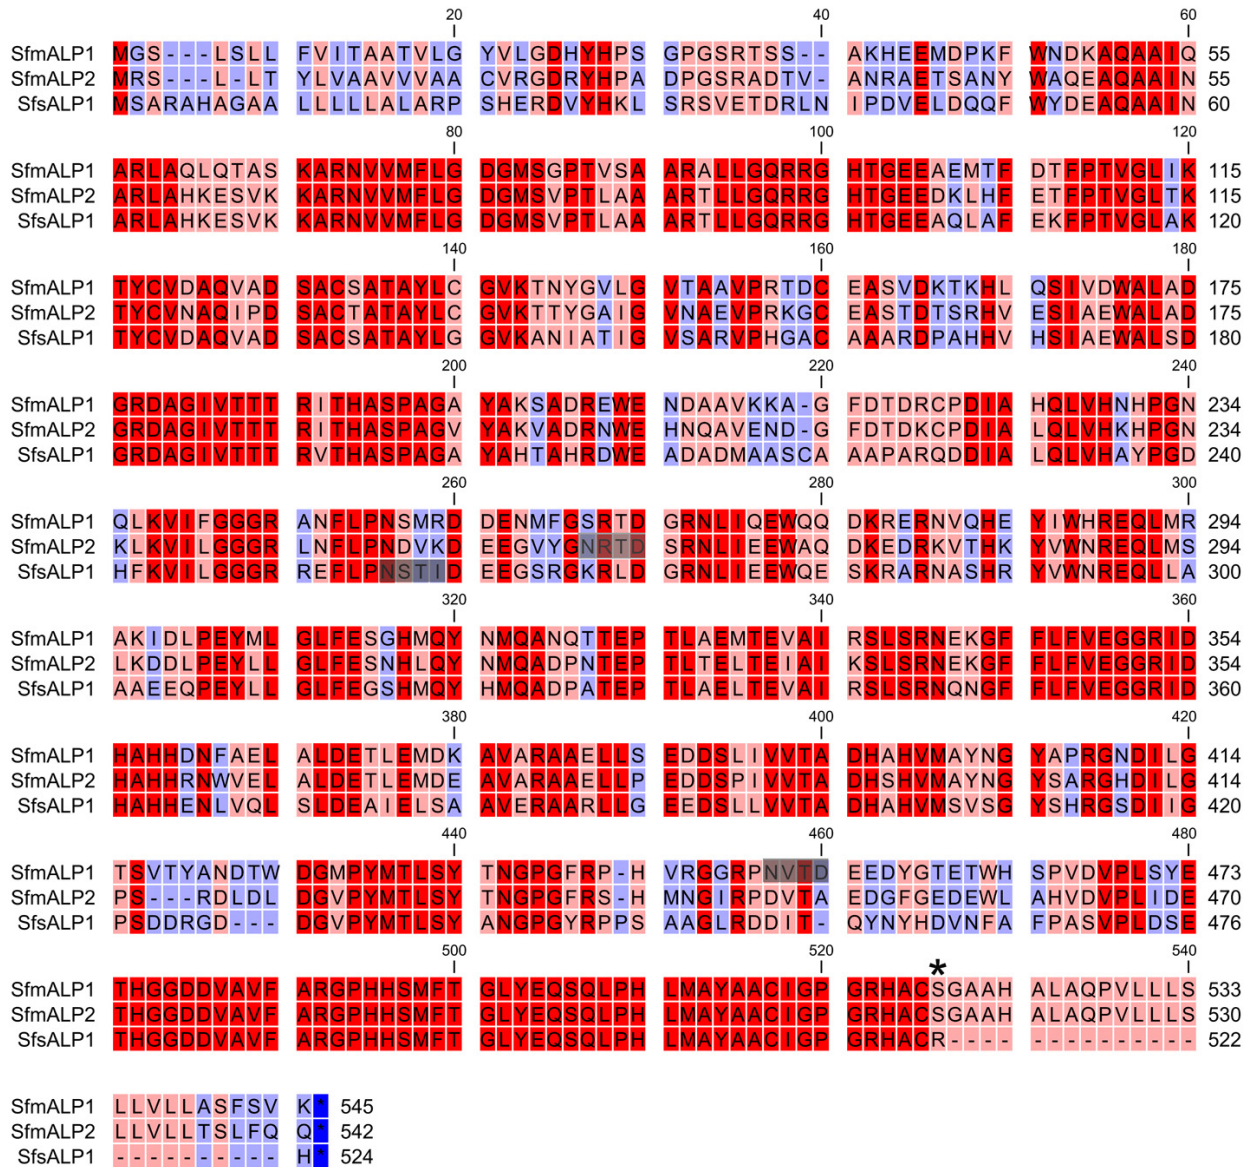 20 40 60
SfmALP1 MGS---LSLL FVITAATVLG YVLGDHYHPS GPGSRTSS-- AKHEEMDPKF WNDKAQAAIQ 55
SfmALP2 MRS---L-LT YLVAAVVVAA CVRGDRYHPA DPGSRADTV- ANRAETSANY WAQEAQAAIN 55
SfsALP1 MSARAHAGAA LLLLLALARP SHERDVYHKL SRSVETDRLN IPDVELDQQF WYDEAQAAIN 60
80 100 120
SfmALP1 ARLAQLQTAS KARNVVMFLG DGMSGPTVSA ARALLGQRRG HTGEEAEMTF DTFPTVGLIK 115
SfmALP2 ARLAHKESVK KARNVVMFLG DGMSVPTLAA ARTLLGQRRG HTGEEDKLHF ETFPTVGLTK 115
SfsALP1 ARLAHKESVK KARNVVMFLG DGMSVPTLAA ARTLLGQRRG HTGEEAQLAF EKFPTVGLAK 120
140 160 180
SfmALP1 TYCVDAQVAD SACSATAYLC GVKTNYGVLG VTAAVPRTDC EASVDKTKHL QSIVDWALAD 175
SfmALP2 TYCVNAQIPD SACTATAYLC GVKTTYGAIG VNAEVPRKGC EASTDTSRHV ESIAEWALAD 175
SfsALP1 TYCVDAQVAD SACSATAYLG GVKANIATIG VSARVPHGAC AAARDPAHHV HSIAEWALSD 180
200 220 240
SfmALP1 GRDAGIVTTT RITHASPAGA YAKSADREWE NDAAVKKA-G FDTDRCPDIA HQLVHNHPGN 234
SfmALP2 GRDAGIVTTT RITHASPAGV YAKVADRNWE HNQAVEND-G FDTDKCPDIA LQLVHKHPGN 234
SfsALP1 GRDAGIVTTT RVTHASPAGA YAHTAHRDWE ADADMAASCA AAPARQDDIA LQLVHAYPGD 240
260 280 300
SfmALP1 QLKVIFGGGR ANFLPNSMRD DENMFGSRTD GRNLIQEWQQ DKRERNVQHE YIWHREQLMR 294
SfmALP2 KLKVILGGGR LNFLPNDVKD EEGVYGNRTD SRNLIEEWAQ DKEDRKVTHK YVWNREQLMS 294
SfsALP1 HFKVILGGGR REFLPNSTID EEGSRGKRLD GRNLIEEWQE SKRARNASHR YVWNREQLLA 300
320 340 360
SfmALP1 AKIDLPEYML GLFESGHMQY NMQANQTTEP TLAEMTEVAI RSLSRNEKGF FLFVEGGRID 354
SfmALP2 LKDDLPEYLL GLFESNHLQY NMQADPNTEP TLTELTEIAI KSLSRNEKGF FLFVEGGRID 354
SfsALP1 AAEEQPEYLL GLFEGSHMQY HMQADPATEP TLAELTEVAI RSLSRNQNGF FLFVEGGRID 360
380 400 420
SfmALP1 HAHHDNFAEL ALDETLEMDK AVARAAELLS EDDSLIVVTA DHAHVMAYNG YAPRGNDILG 414
SfmALP2 HAHHRNWVEL ALDETLEMDE AVARAAELLP EDDSPIVVTA DHSHVMAYNG YSARGHDILG 414
SfsALP1 HAHHENLVQL SLDEAIELSA AVERAARLLG EEDSLLVVTA DHAHVMSVSG YSHRGSDIIG 420
440 460 480
SfmALP1 TSVTYANDTW DGMPYMTLSY TNGPGFRP-H VRGGRPNVTD EEDYGTETWH SPVDVPLSYE 473
SfmALP2 PS---RDLDL DGVPYMTLSY TNGPGFRS-H MNGIRPDVTA EDGFGEDEWL AHVDVPLIDE 470
SfsALP1 PSDDRGD--- DGVPYMTLSY ANGPGYRPPS AAGLRDDIT- QYNYHDVNFA FPASVPLDSE 476
500 520 540
*
SfmALP1 THGGDDVAVF ARGPHHSMFT GLYEQSQLPH LMAYAACIGP GRHACSGAAH ALAQPVLLLS 533
SfmALP2 THGGDDVAVF ARGPHHSMFT GLYEQSQLPH LMAYAACIGP GRHACSGAAH ALAQPVLLLS 530
SfsALP1 THGGDDVAVF ARGPHHSMFT GLYEQSQLPH LMAYAACIGP GRHACR---- ---------- 522
SfmALP1 LLVLLASFSV K* 545
SfmALP2 LLVLLTSLFQ Q* 542
SfsALP1 ---------- H* 524